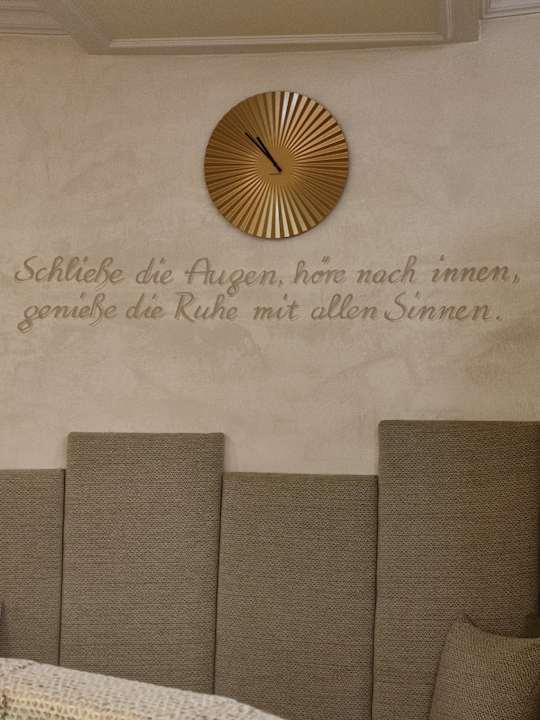 Schließe die Augen, höre nach innen,
genieße die Ruhe mit allen Sinnen.